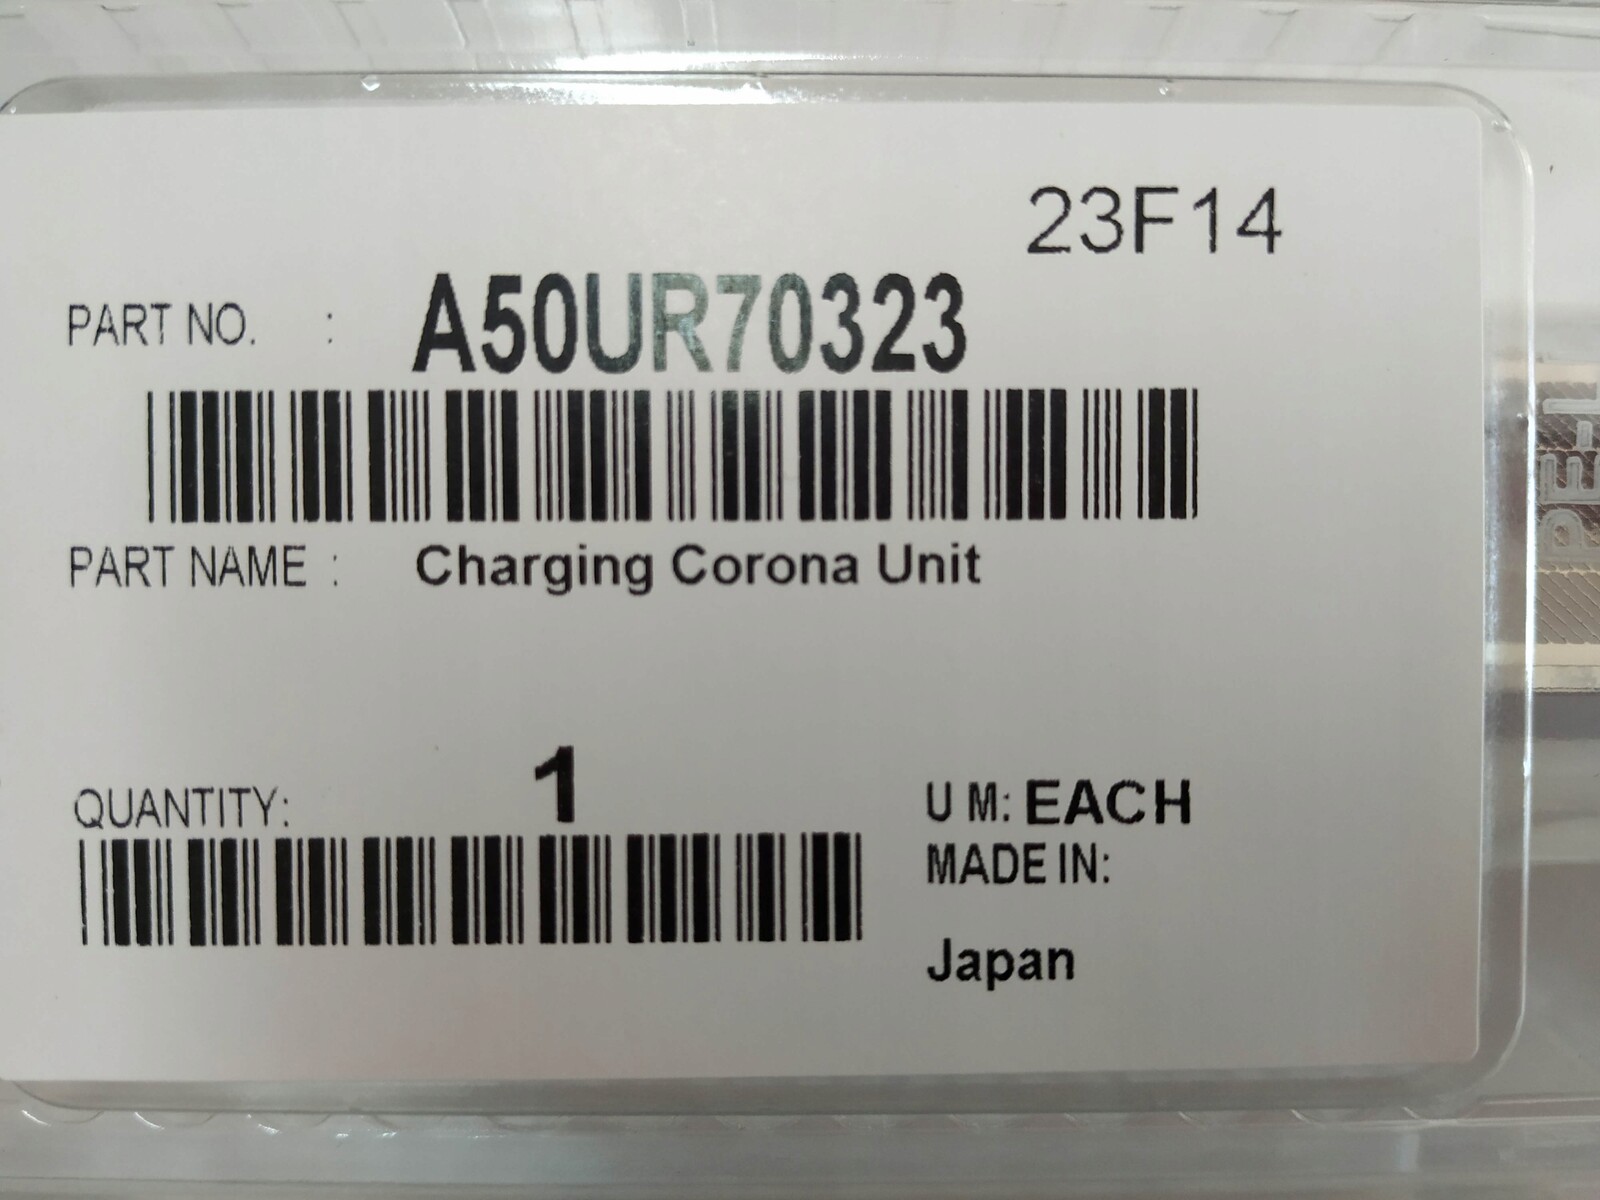 23F14
PART NO. : A50UR70323
PART NAME : Charging Corona Unit
QUANTITY: 1
U M: EACH
MADE IN:
Japan